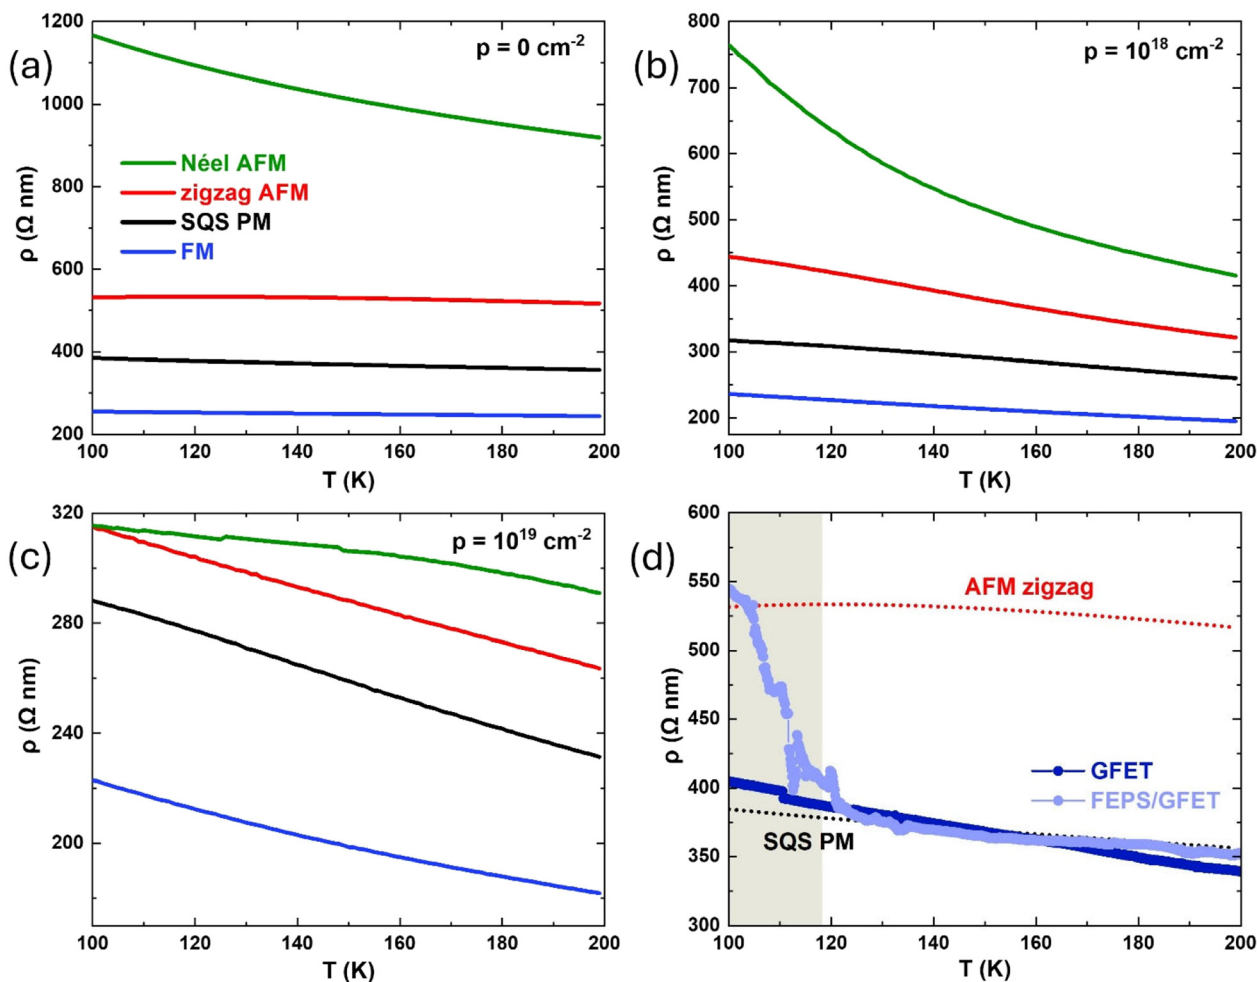 (a)
p = 0 cm⁻²
1200
1000
800
600
400
200
ρ (Ω nm)
Néel AFM
zigzag AFM
SQS PM
FM
100 120 140 160 180 200
T (K)
(b)
p = 10¹⁸ cm⁻²
800
700
600
500
400
300
200
ρ (Ω nm)
100 120 140 160 180 200
T (K)
(c)
p = 10¹⁹ cm⁻²
320
280
240
200
ρ (Ω nm)
100 120 140 160 180 200
T (K)
(d)
600
550
500
450
400
350
300
ρ (Ω nm)
AFM zigzag
GFET
FEPS/GFET
SQS PM
100 120 140 160 180 200
T (K)